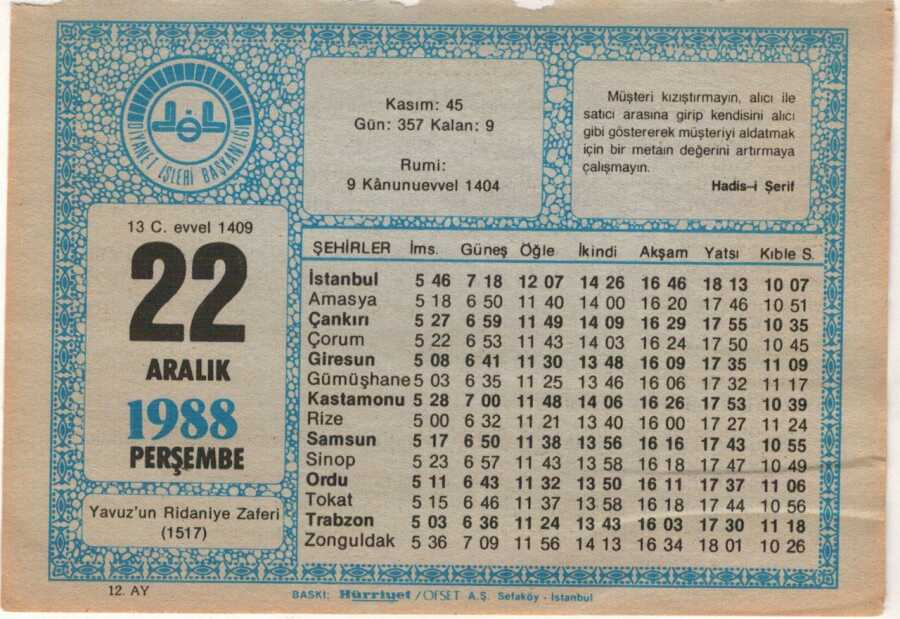 DİYANET İŞLERİ BAŞKANLIĞI
Kasım: 45
Gün: 357 Kalan: 9
Rumi:
9 Kânunuevvel 1404
Müşteri kızıştırmayın, alıcı ile
satıcı arasına girip kendisini alıcı
gibi göstererek müşteriyi aldatmak
için bir metaın değerini artırmaya
çalışmayın.
Hadis-i Şerif
13 C. evvel 1409
22
ARALIK
1988
PERŞEMBE
Yavuz'un Ridaniye Zaferi
(1517)
ŞEHİRLER İms. Güneş Öğle İkindi Akşam Yatsı Kıble S.
İstanbul 5 46 7 18 12 07 14 26 16 46 18 13 10 07
Amasya 5 18 6 50 11 40 14 00 16 20 17 46 10 51
Çankırı 5 27 6 59 11 49 14 09 16 29 17 55 10 35
Çorum 5 22 6 53 11 43 14 03 16 24 17 50 10 45
Giresun 5 08 6 41 11 30 13 48 16 09 17 35 11 09
Gümüşhane 5 03 6 35 11 25 13 46 16 06 17 32 11 17
Kastamonu 5 28 7 00 11 48 14 06 16 26 17 53 10 39
Rize 5 00 6 32 11 21 13 40 16 00 17 27 11 24
Samsun 5 17 6 50 11 38 13 56 16 16 17 43 10 55
Sinop 5 23 6 57 11 43 13 58 16 18 17 47 10 49
Ordu 5 11 6 43 11 32 13 50 16 11 17 37 11 06
Tokat 5 15 6 46 11 37 13 58 16 18 17 44 10 56
Trabzon 5 03 6 36 11 24 13 43 16 03 17 30 11 18
Zonguldak 5 36 7 09 11 56 14 13 16 34 18 01 10 26
12. AY
BASKI: Hürriyet /OFSET A.Ş. Sefaköy - İstanbul